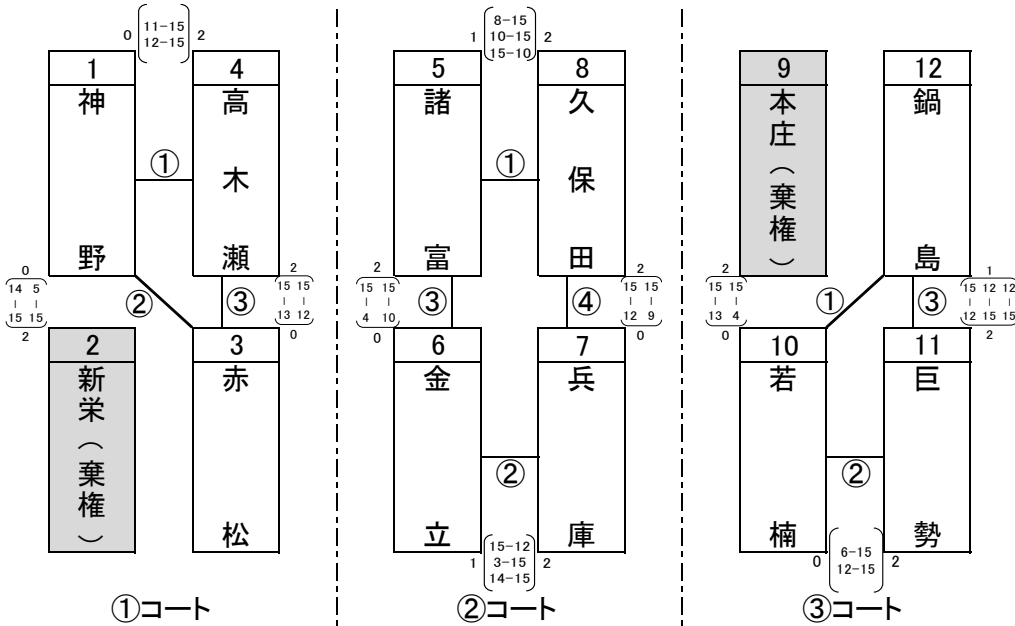 0 11-15 2
12-15
1 4
神野 高木瀬
①
0
14 5
15 15
2
②
③
2
15 15
13 12
0
2 3
新栄（棄権） 赤松
①コート
8-15
1 10-15 2
15-10
5 8
諸富 久保田
①
2
15 15
4 10
0
③
④
2
15 15
12 9
0
6 7
金立 兵庫
②
15-12
1 3-15 2
14-15
②コート
9 12
本庄（棄権） 鍋島
2
15 15
13 4
0
①
③
1
15 12 12
12 15 15
2
10 11
若楠 巨勢
②
0 6-15 2
12-15
③コート